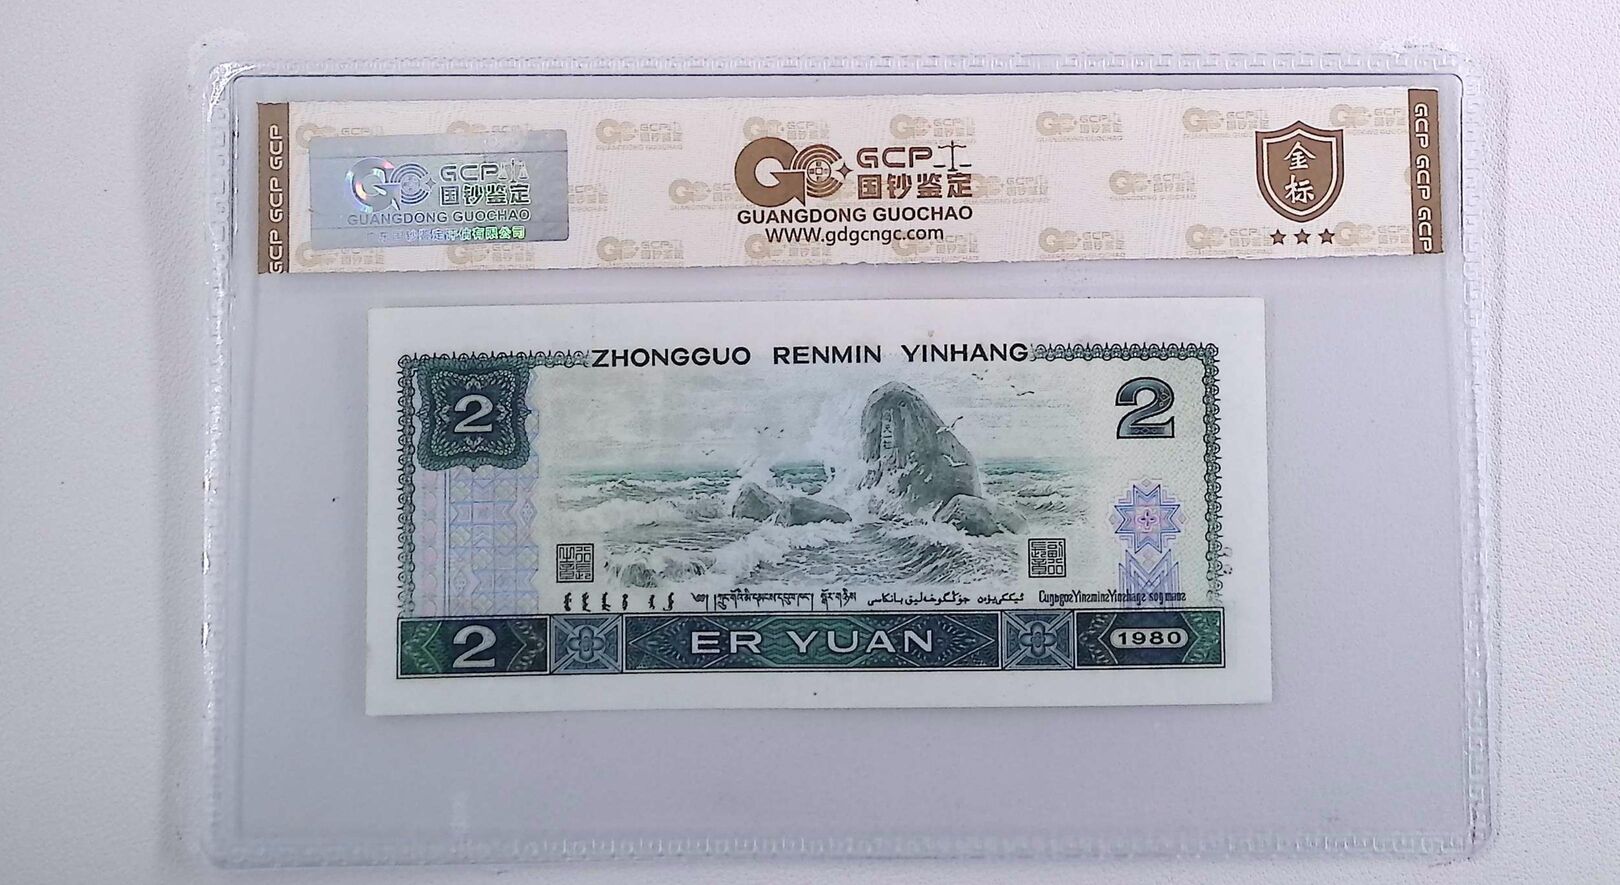 GCP GCP GCP
GCP
国钞鉴定
GUANGDONG GUOCHAO
GCP
国钞鉴定
GUANGDONG GUOCHAO
WWW.gdgcngc.com
金标
GCP GCP GCP
ZHONGGUO RENMIN YINHANG
2
2
2
ER YUAN
1980